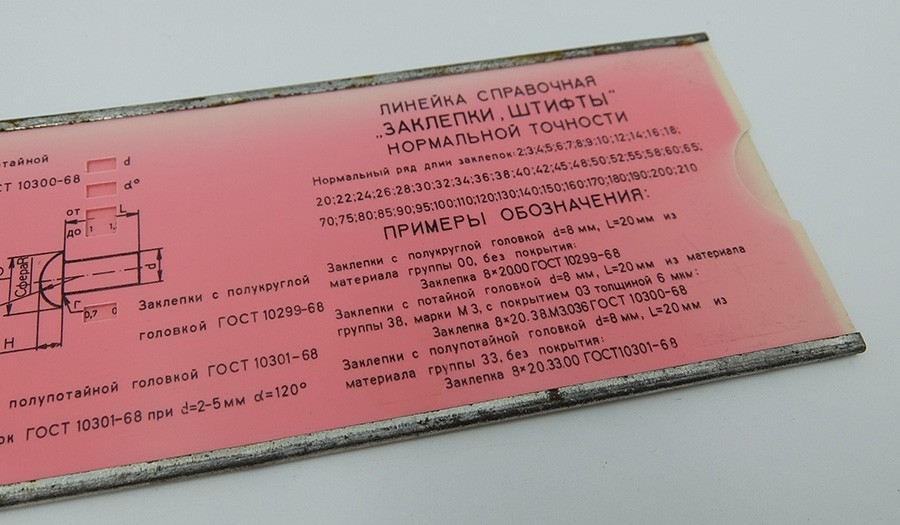 ЛИНЕЙКА СПРАВОЧНАЯ
„ЗАКЛЕПКИ, ШТИФТЫ"
НОРМАЛЬНОЙ ТОЧНОСТИ
Нормальный ряд длин заклепок:2;3;4;5;6;7;8;9;10;12;14;16;18;
20;22;24;26;28;30;32;34;36;38;40;42;45;48;50;52;55;58;60;65;
70;75;80;85;90;95;100;110;120;130;140;150;160;170;180;190;200;210
ПРИМЕРЫ ОБОЗНАЧЕНИЯ:
Заклепки с полукруглой головкой d=8 мм, L=20 мм из
материала группы 00, без покрытия:
Заклепка 8×20.00 ГОСТ 10299-68
Заклепки с потайной головкой d=8 мм, L=20 мм из материала
группы 38, марки М3, с покрытием 03 толщиной 6 мкм:
Заклепка 8×20.38.М3.036 ГОСТ 10300-68
Заклепки с полупотайной головкой d=8 мм, L=20 мм из
материала группы 33, без покрытия:
Заклепка 8×20.33.00 ГОСТ 10301-68
d
ГОСТ 10300-68
α°
от
L
до
1 1,
Сфера R
d
Г
0,7 0
H
Заклепки с полукруглой
головкой ГОСТ 10299-68
полупотайной головкой ГОСТ 10301-68
ГОСТ 10301-68 при d=2-5 мм α=120°